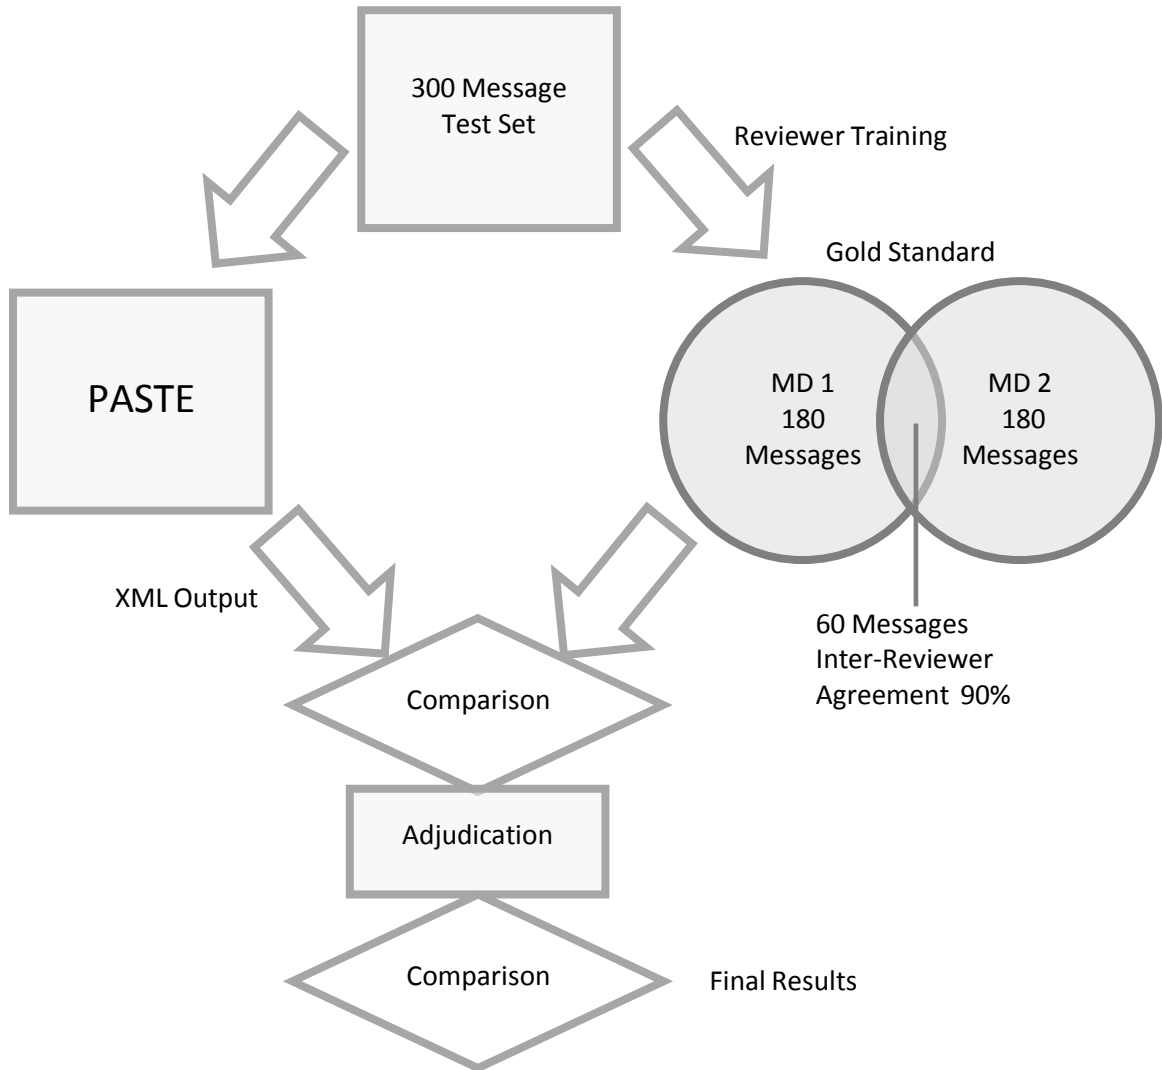 300 Message
Test Set
Reviewer Training
Gold Standard
PASTE
MD 1
180
Messages
MD 2
180
Messages
XML Output
60 Messages
Inter-Reviewer
Agreement 90%
Comparison
Adjudication
Comparison
Final Results